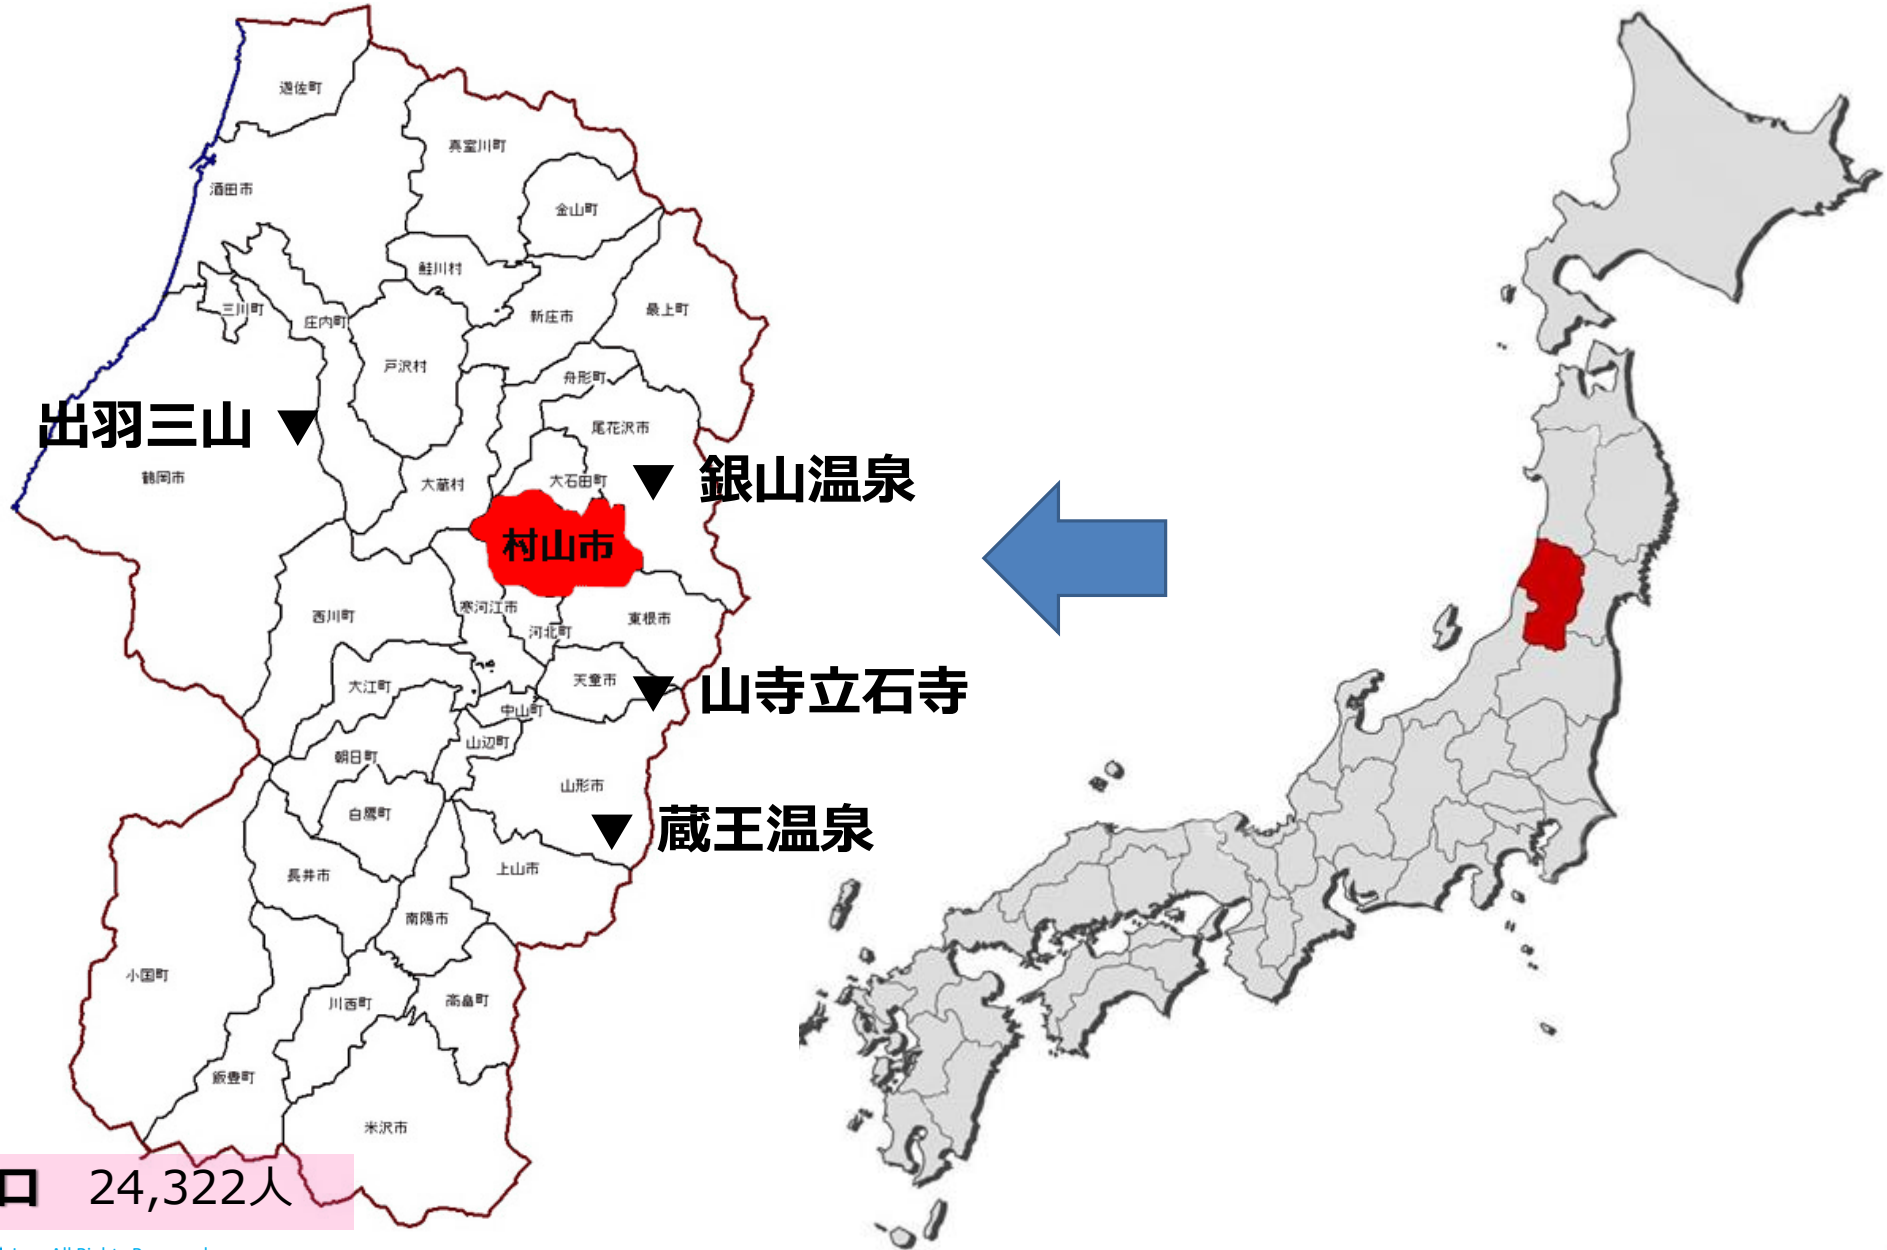 遊佐町
真室川町
酒田市
金山町
鮭川村
三川町
庄内町
新庄市
最上町
戸沢村
舟形町
出羽三山
尾花沢市
鶴岡市
大蔵村
大石田町
銀山温泉
村山市
西川町
寒河江市
河北町
東根市
大江町
天童市
山寺立石寺
中山町
山辺町
朝日町
山形市
白鷹町
蔵王温泉
長井市
上山市
南陽市
小国町
川西町
高畠町
飯豊町
米沢市
口 24,322人